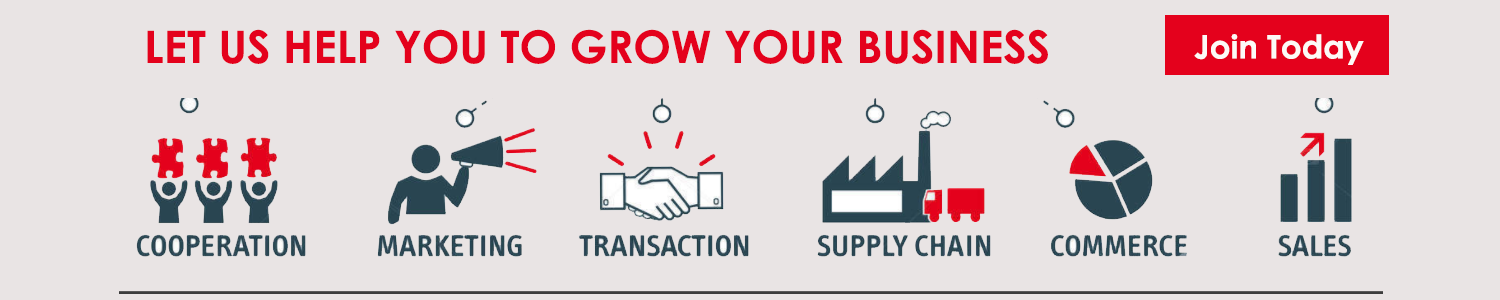 LET US HELP YOU TO GROW YOUR BUSINESS
Join Today
COOPERATION
MARKETING
TRANSACTION
SUPPLY CHAIN
COMMERCE
SALES